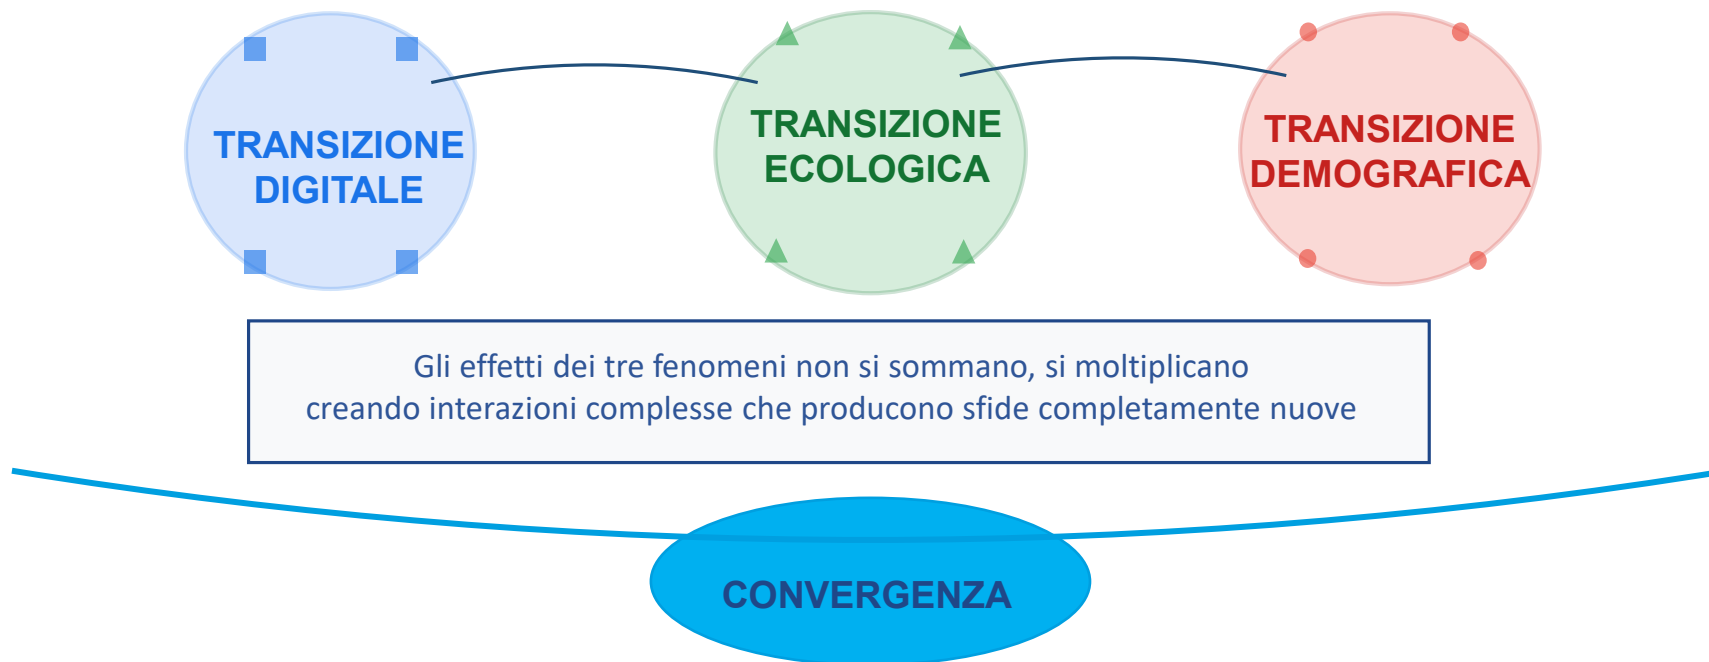 TRANSIZIONE
DIGITALE
TRANSIZIONE
ECOLOGICA
TRANSIZIONE
DEMOGRAFICA
Gli effetti dei tre fenomeni non si sommano, si moltiplicano
creando interazioni complesse che producono sfide completamente nuove
CONVERGENZA